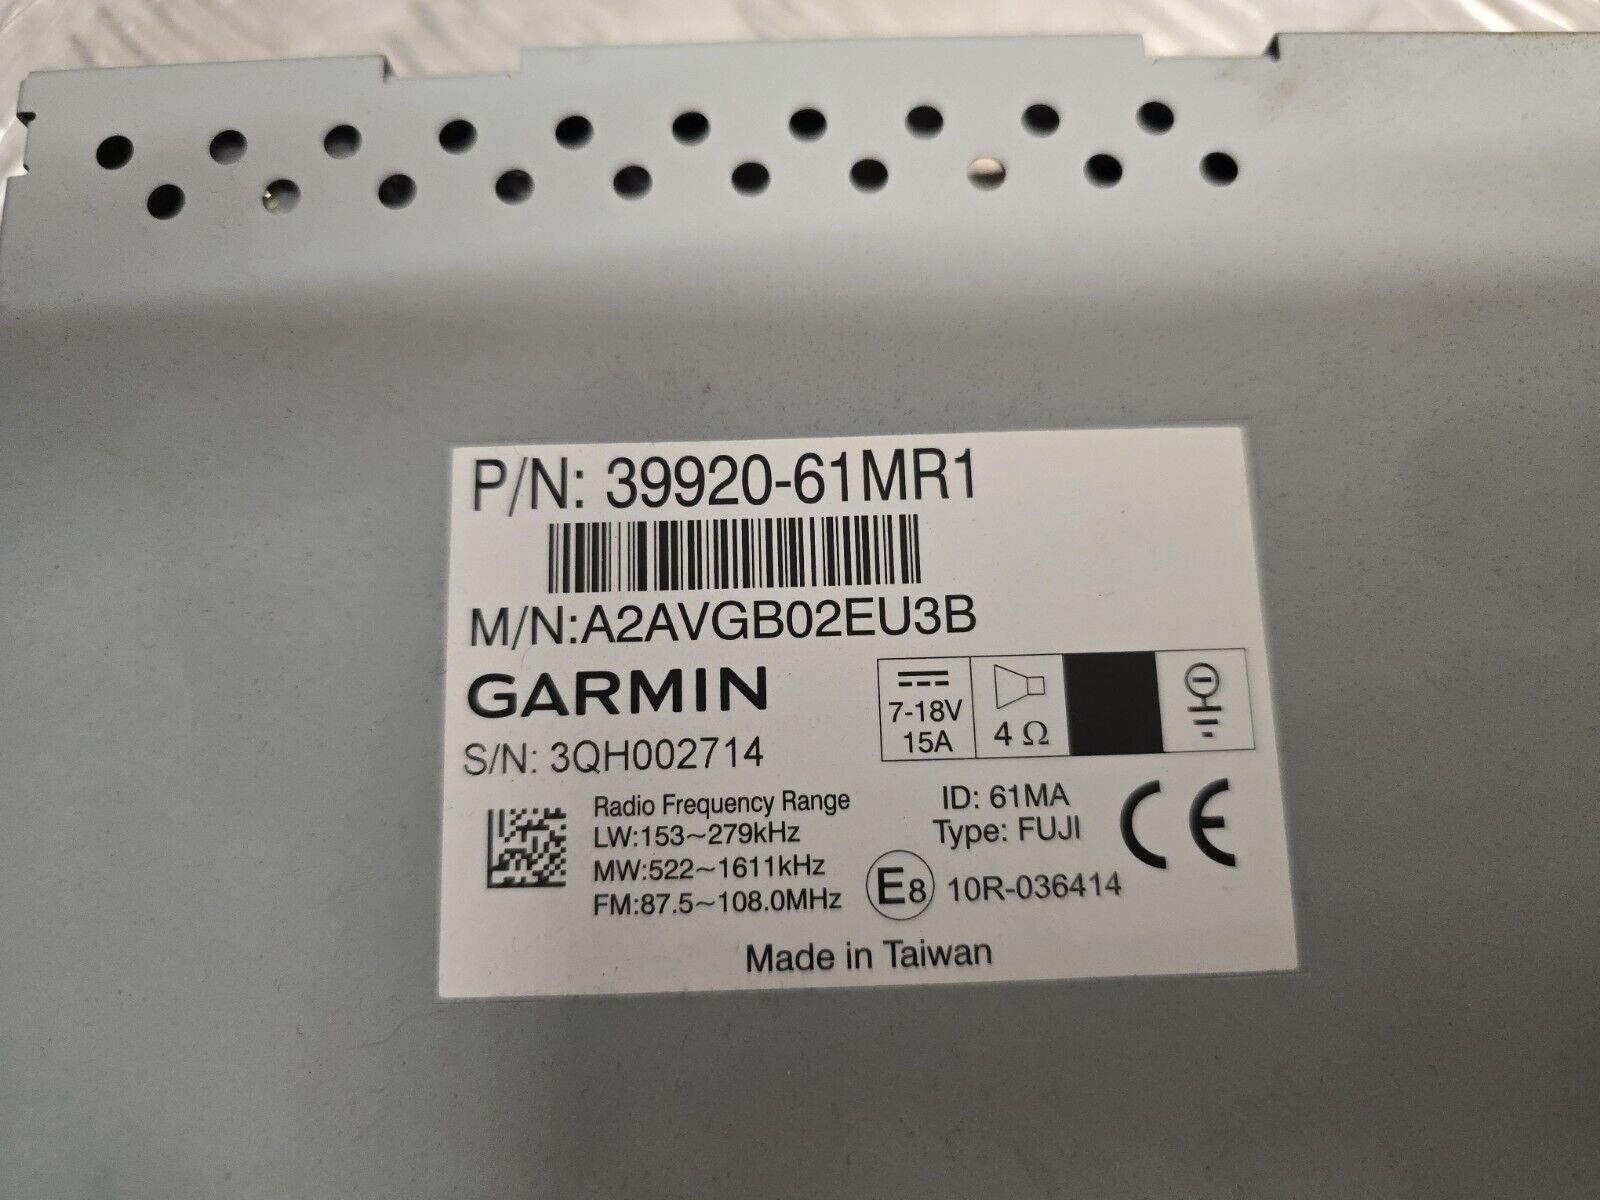 P/N: 39920-61MR1
M/N:A2AVGB02EU3B
GARMIN
7-18V
15A
4 Ω
S/N: 3QH002714
Radio Frequency Range
LW:153~279kHz
MW:522~1611kHz
FM:87.5~108.0MHz
ID: 61MA
Type: FUJI
CE
E8 10R-036414
Made in Taiwan